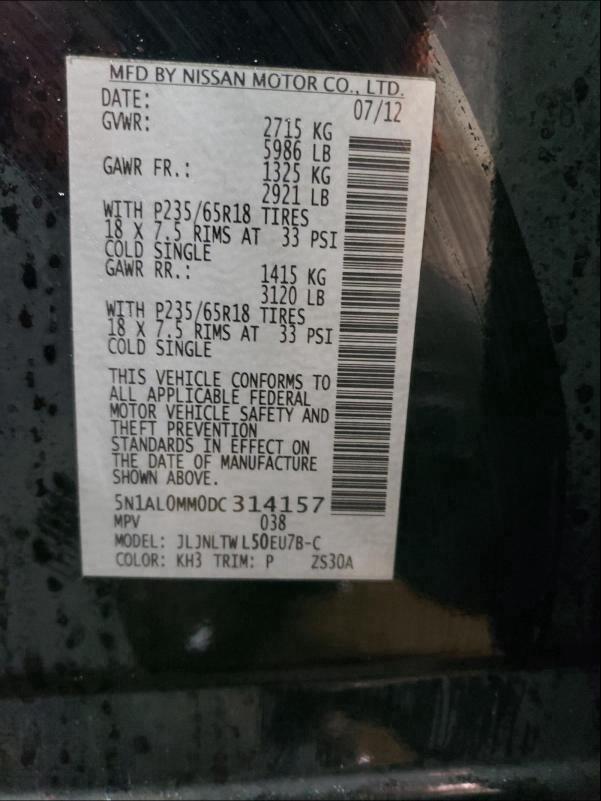 MFD BY NISSAN MOTOR CO., LTD.
DATE: 07/12
GVWR: 2715 KG
5986 LB
GAWR FR.: 1325 KG
2921 LB
WITH P235/65R18 TIRES
18 X 7.5 RIMS AT 33 PSI
COLD SINGLE
GAWR RR.: 1415 KG
3120 LB
WITH P235/65R18 TIRES
18 X 7.5 RIMS AT 33 PSI
COLD SINGLE
THIS VEHICLE CONFORMS TO
ALL APPLICABLE FEDERAL
MOTOR VEHICLE SAFETY AND
THEFT PREVENTION
STANDARDS IN EFFECT ON
THE DATE OF MANUFACTURE
SHOWN ABOVE.
5N1AL0MM0DC314157
MPV 038
MODEL: JLJNLTWL50EU7B-C
COLOR: KH3 TRIM: P ZS30A